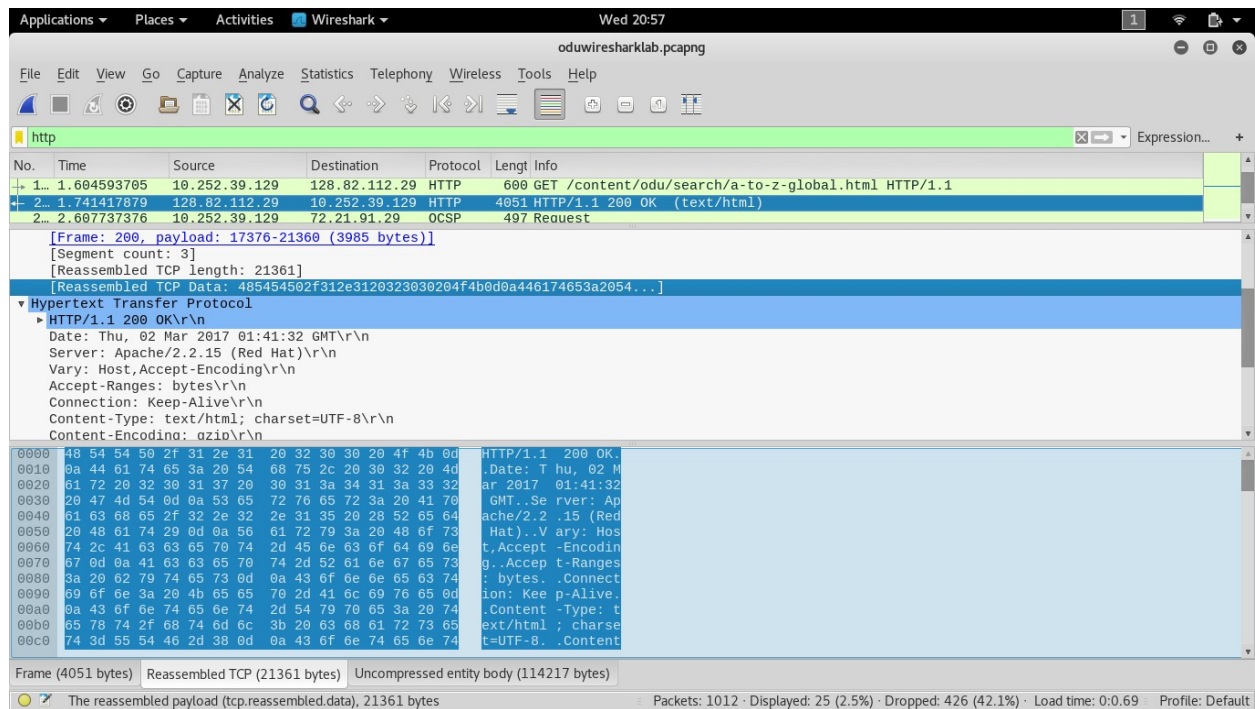 Applications ▾ Places ▾ Activities Wireshark ▾ Wed 20:57 1
oduwiresharklab.pcapng
File Edit View Go Capture Analyze Statistics Telephony Wireless Tools Help
http Expression... +
No. Time Source Destination Protocol Lengt Info
1… 1.604593705 10.252.39.129 128.82.112.29 HTTP 600 GET /content/odu/search/a-to-z-global.html HTTP/1.1
2… 1.741417879 128.82.112.29 10.252.39.129 HTTP 4051 HTTP/1.1 200 OK (text/html)
2… 2.607737376 10.252.39.129 72.21.91.29 OCSP 497 Request
[Frame: 200, payload: 17376-21360 (3985 bytes)]
[Segment count: 3]
[Reassembled TCP length: 21361]
[Reassembled TCP Data: 485454502f312e3120323030204f4b0d0a446174653a2054...]
Hypertext Transfer Protocol
HTTP/1.1 200 OK\r\n
Date: Thu, 02 Mar 2017 01:41:32 GMT\r\n
Server: Apache/2.2.15 (Red Hat)\r\n
Vary: Host,Accept-Encoding\r\n
Accept-Ranges: bytes\r\n
Connection: Keep-Alive\r\n
Content-Type: text/html; charset=UTF-8\r\n
Content-Encoding: gzip\r\n
0000 48 54 54 50 2f 31 2e 31 20 32 30 30 20 4f 4b 0d HTTP/1.1 200 OK.
0010 0a 44 61 74 65 3a 20 54 68 75 2c 20 30 32 20 4d .Date: T hu, 02 M
0020 61 72 20 32 30 31 37 20 30 31 3a 34 31 3a 33 32 ar 2017 01:41:32
0030 20 47 4d 54 0d 0a 53 65 72 76 65 72 3a 20 41 70 GMT..Se rver: Ap
0040 61 63 68 65 2f 32 2e 32 2e 31 35 20 28 52 65 64 ache/2.2 .15 (Red
0050 20 48 61 74 29 0d 0a 56 61 72 79 3a 20 48 6f 73 Hat)..V ary: Hos
0060 74 2c 41 63 63 65 70 74 2d 45 6e 63 6f 64 69 6e t,Accept -Encodin
0070 67 0d 0a 41 63 63 65 70 74 2d 52 61 6e 67 65 73 g..Accep t-Ranges
0080 3a 20 62 79 74 65 73 0d 0a 43 6f 6e 6e 65 63 74 : bytes. .Connect
0090 69 6f 6e 3a 20 4b 65 65 70 2d 41 6c 69 76 65 0d ion: Kee p-Alive.
00a0 0a 43 6f 6e 74 65 6e 74 2d 54 79 70 65 3a 20 74 .Content -Type: t
00b0 65 78 74 2f 68 74 6d 6c 3b 20 63 68 61 72 73 65 ext/html ; charse
00c0 74 3d 55 54 46 2d 38 0d 0a 43 6f 6e 74 65 6e 74 t=UTF-8. .Content
Frame (4051 bytes) Reassembled TCP (21361 bytes) Uncompressed entity body (114217 bytes)
The reassembled payload (tcp.reassembled.data), 21361 bytes Packets: 1012 · Displayed: 25 (2.5%) · Dropped: 426 (42.1%) · Load time: 0:0.69 Profile: Default